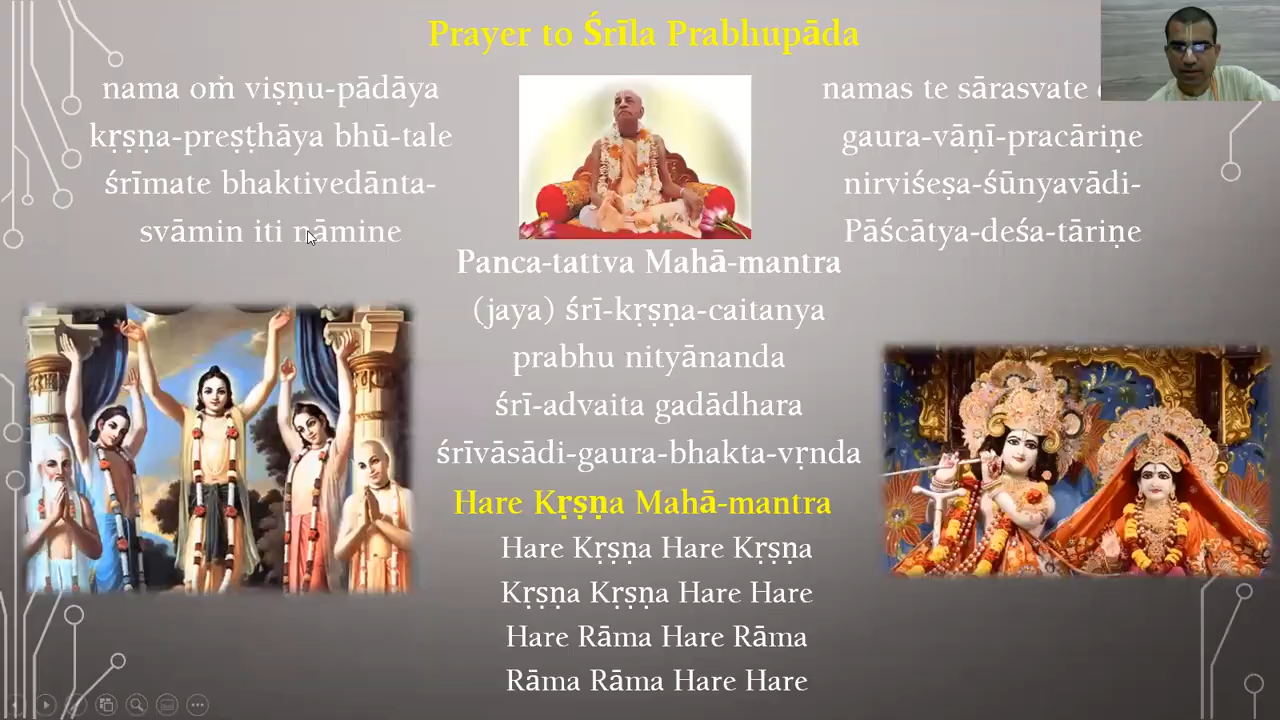 Prayer to Śrīla Prabhupāda
nama oṁ viṣṇu-pādāya
kṛṣṇa-preṣṭhāya bhū-tale
śrīmate bhaktivedānta-
svāmin iti nāmine
namas te sārasvate
gaura-vāṇī-pracāriṇe
nirviśeṣa-śūnyavādi-
Pāścātya-deśa-tāriṇe
Panca-tattva Mahā-mantra
(jaya) śrī-kṛṣṇa-caitanya
prabhu nityānanda
śrī-advaita gadādhara
śrīvāsādi-gaura-bhakta-vṛnda
Hare Kṛṣṇa Mahā-mantra
Hare Kṛṣṇa Hare Kṛṣṇa
Kṛṣṇa Kṛṣṇa Hare Hare
Hare Rāma Hare Rāma
Rāma Rāma Hare Hare